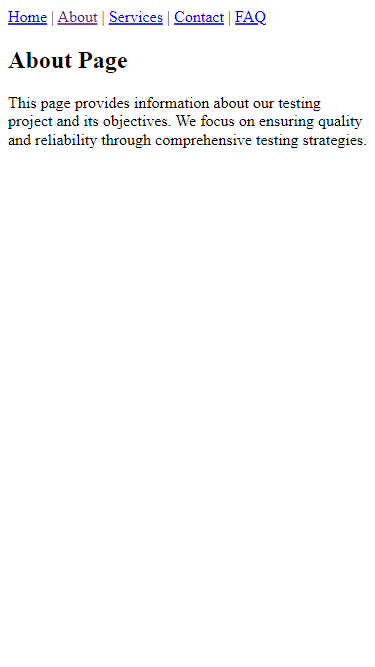 Home | About | Services | Contact | FAQ
About Page
This page provides information about our testing
project and its objectives. We focus on ensuring quality
and reliability through comprehensive testing strategies.